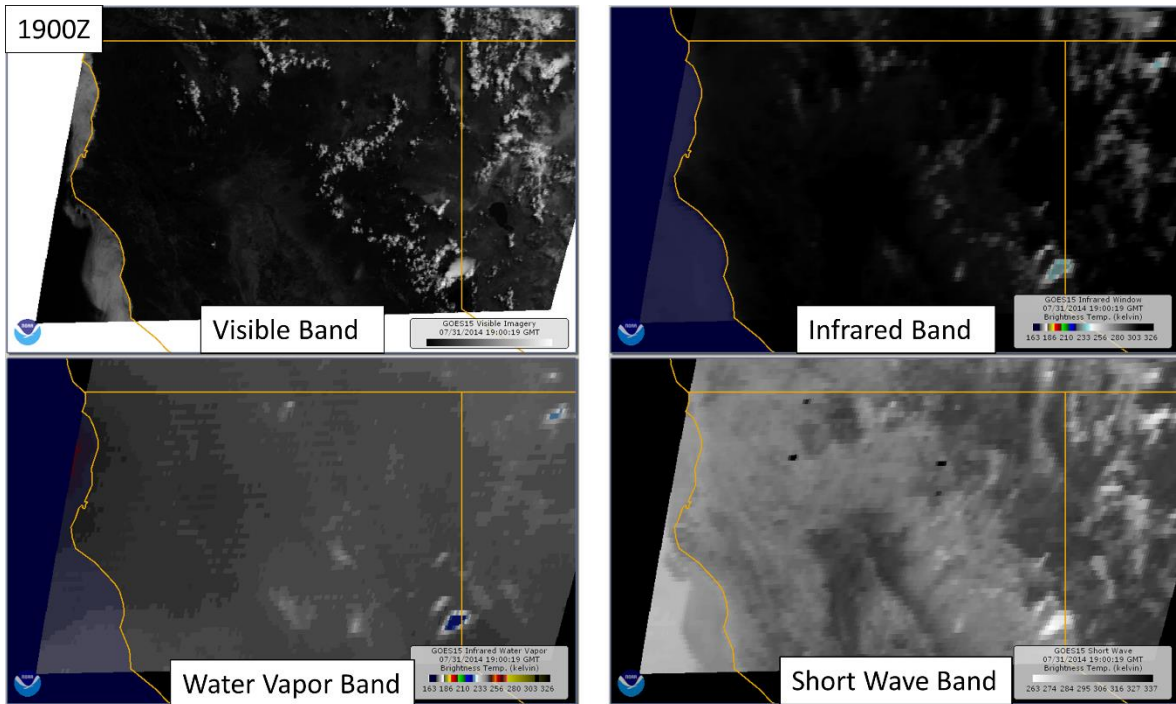 1900Z
Visible Band
GOES15 Visible Imagery
07/31/2014 19:00:19 GMT
Infrared Band
GOES15 Infrared Window
07/31/2014 19:00:19 GMT
Brightness Temp. (kelvin)
163 186 210 233 256 280 303 326
Water Vapor Band
GOES15 Infrared Water Vapor
07/31/2014 19:00:19 GMT
Brightness Temp. (kelvin)
163 186 210 233 256 280 303 326
Short Wave Band
GOES15 Short Wave
07/31/2014 19:00:19 GMT
Brightness Temp. (kelvin)
263 274 284 295 306 316 327 337